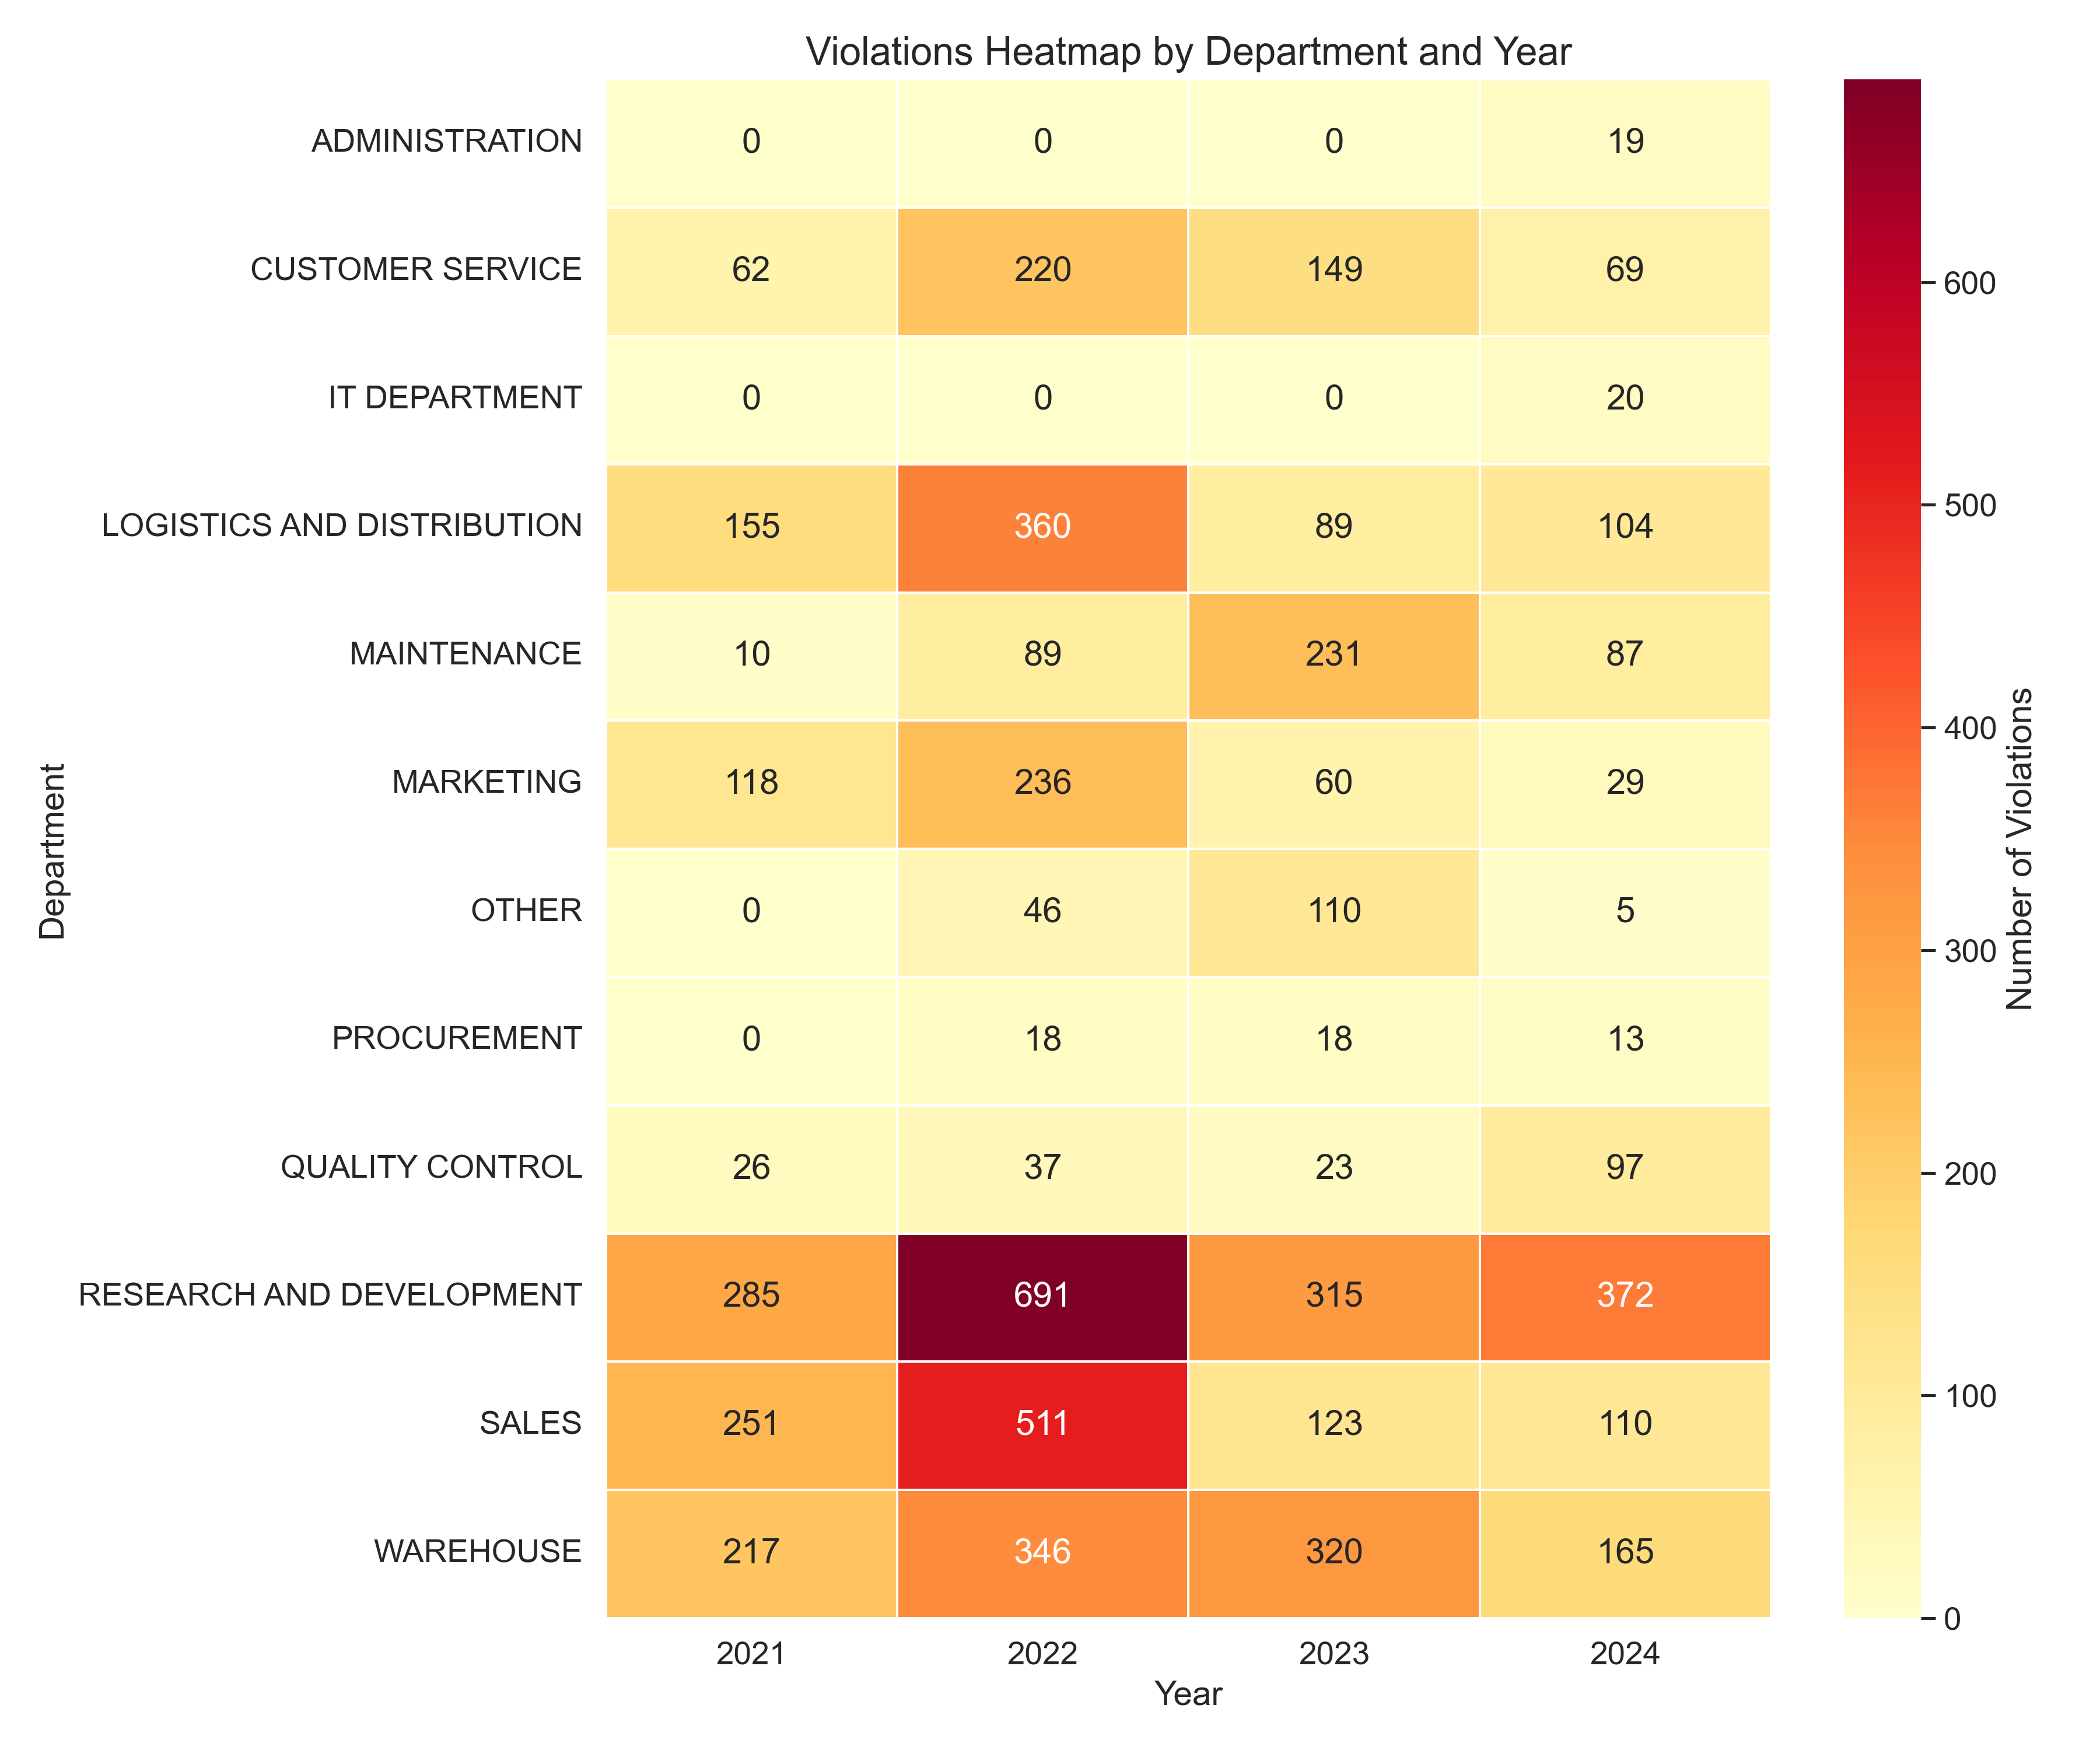 Violations Heatmap by Department and Year
ADMINISTRATION 0 0 0 19
CUSTOMER SERVICE 62 220 149 69
IT DEPARTMENT 0 0 0 20
LOGISTICS AND DISTRIBUTION 155 360 89 104
MAINTENANCE 10 89 231 87
MARKETING 118 236 60 29
OTHER 0 46 110 5
PROCUREMENT 0 18 18 13
QUALITY CONTROL 26 37 23 97
RESEARCH AND DEVELOPMENT 285 691 315 372
SALES 251 511 123 110
WAREHOUSE 217 346 320 165
2021 2022 2023 2024
Year
Department
600
500
400
300
200
100
0
Number of Violations